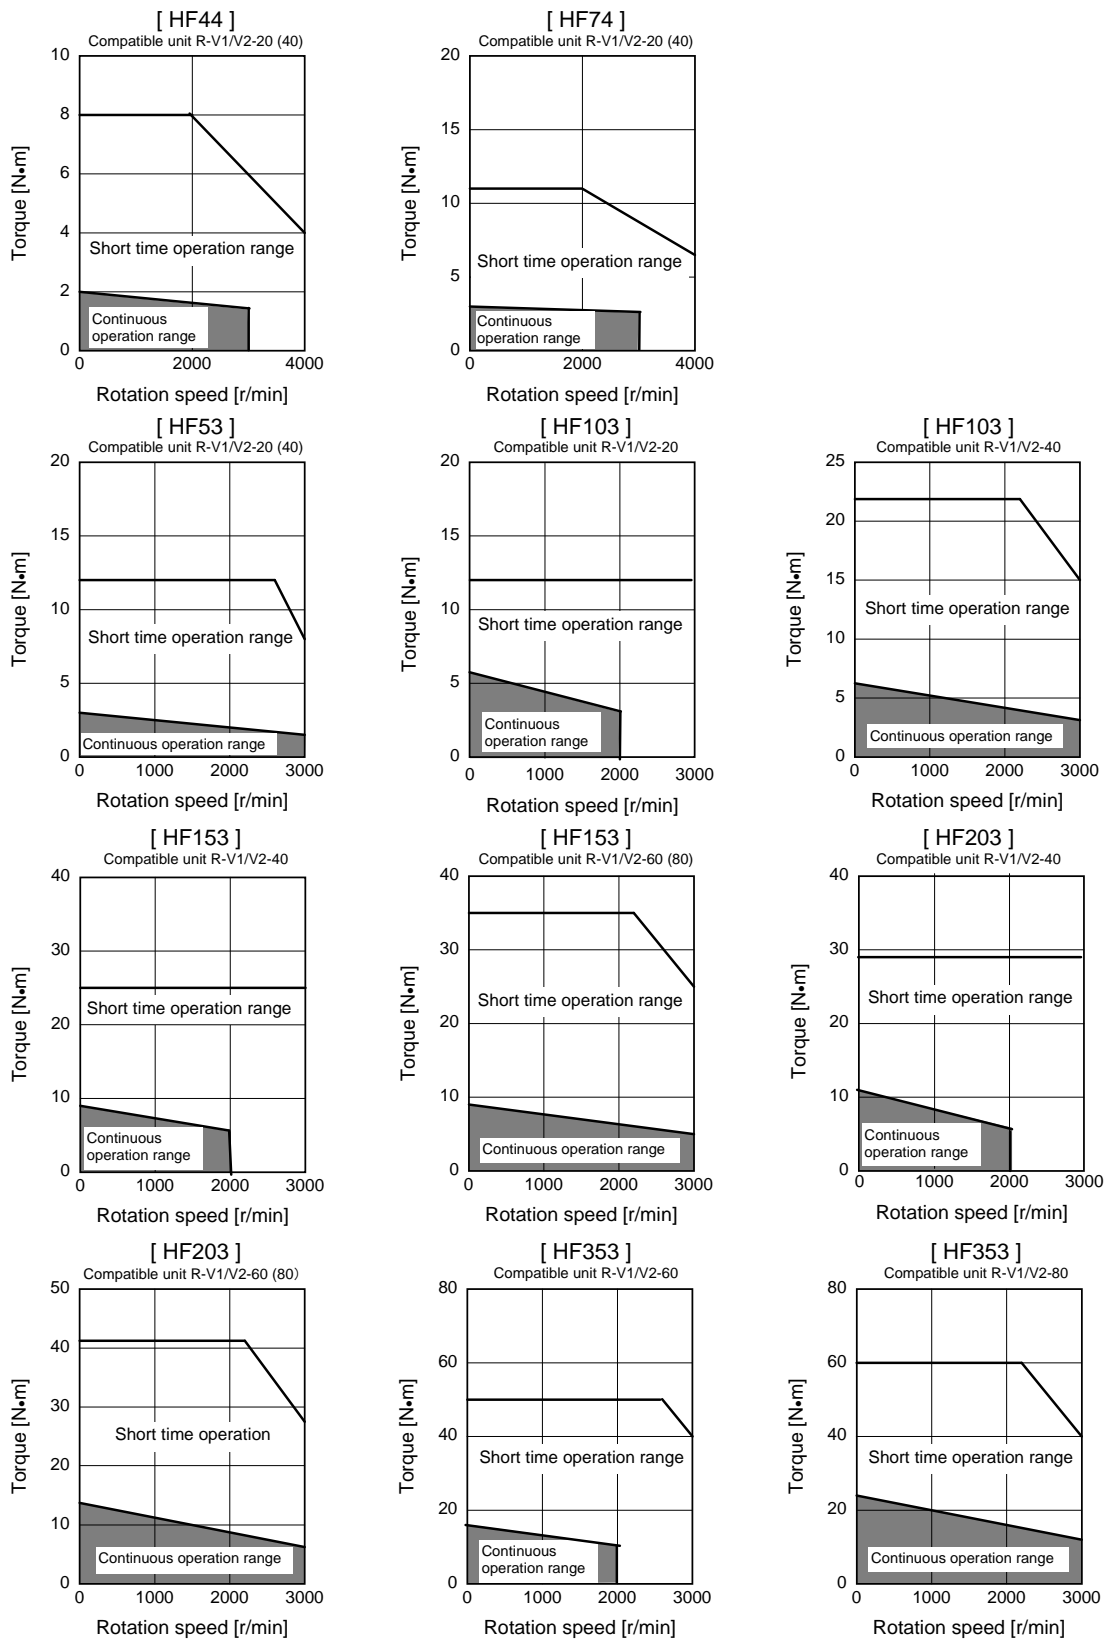 [ HF44 ]
Compatible unit R-V1/V2-20 (40)
10
8
6
4
2
0
Torque [N•m]
Short time operation range
Continuous
operation range
0 2000 4000
Rotation speed [r/min]
[ HF74 ]
Compatible unit R-V1/V2-20 (40)
20
15
10
5
0
Torque [N•m]
Short time operation range
Continuous
operation range
0 2000 4000
Rotation speed [r/min]
[ HF53 ]
Compatible unit R-V1/V2-20 (40)
20
15
10
5
0
Torque [N•m]
Short time operation range
Continuous operation range
0 1000 2000 3000
Rotation speed [r/min]
[ HF103 ]
Compatible unit R-V1/V2-20
20
15
10
5
0
Torque [N•m]
Short time operation range
Continuous
operation range
0 1000 2000 3000
Rotation speed [r/min]
[ HF103 ]
Compatible unit R-V1/V2-40
25
20
15
10
5
0
Torque [N•m]
Short time operation range
Continuous operation range
0 1000 2000 3000
Rotation speed [r/min]
[ HF153 ]
Compatible unit R-V1/V2-40
40
30
20
10
0
Torque [N•m]
Short time operation range
Continuous
operation range
0 1000 2000 3000
Rotation speed [r/min]
[ HF153 ]
Compatible unit R-V1/V2-60 (80)
40
30
20
10
0
Torque [N•m]
Short time operation range
Continuous operation range
0 1000 2000 3000
Rotation speed [r/min]
[ HF203 ]
Compatible unit R-V1/V2-40
40
30
20
10
0
Torque [N•m]
Short time operation range
Continuous
operation range
0 1000 2000 3000
Rotation speed [r/min]
[ HF203 ]
Compatible unit R-V1/V2-60 (80)
50
40
30
20
10
0
Torque [N•m]
Short time operation
Continuous operation range
0 1000 2000 3000
Rotation speed [r/min]
[ HF353 ]
Compatible unit R-V1/V2-60
80
60
40
20
0
Torque [N•m]
Short time operation range
Continuous
operation range
0 1000 2000 3000
Rotation speed [r/min]
[ HF353 ]
Compatible unit R-V1/V2-80
80
60
40
20
0
Torque [N•m]
Short time operation range
Continuous operation range
0 1000 2000 3000
Rotation speed [r/min]